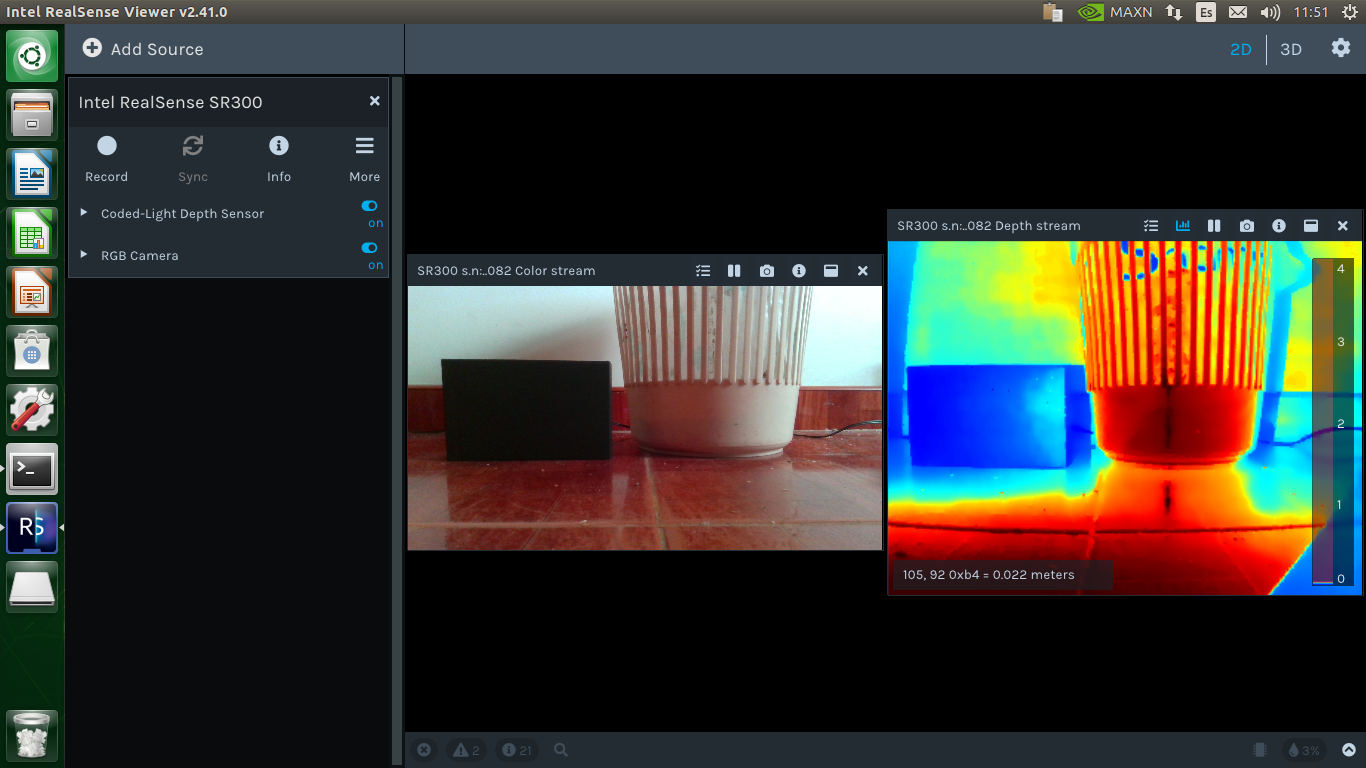 Intel RealSense Viewer v2.41.0
MAXN
Es
11:51
Add Source
2D
3D
Intel RealSense SR300
Record
Sync
Info
More
Coded-Light Depth Sensor
on
RGB Camera
on
SR300 s.n:..082 Color stream
SR300 s.n:..082 Depth stream
4
3
2
1
0
105, 92 0xb4 = 0.022 meters
>_
RS
2
21
3%